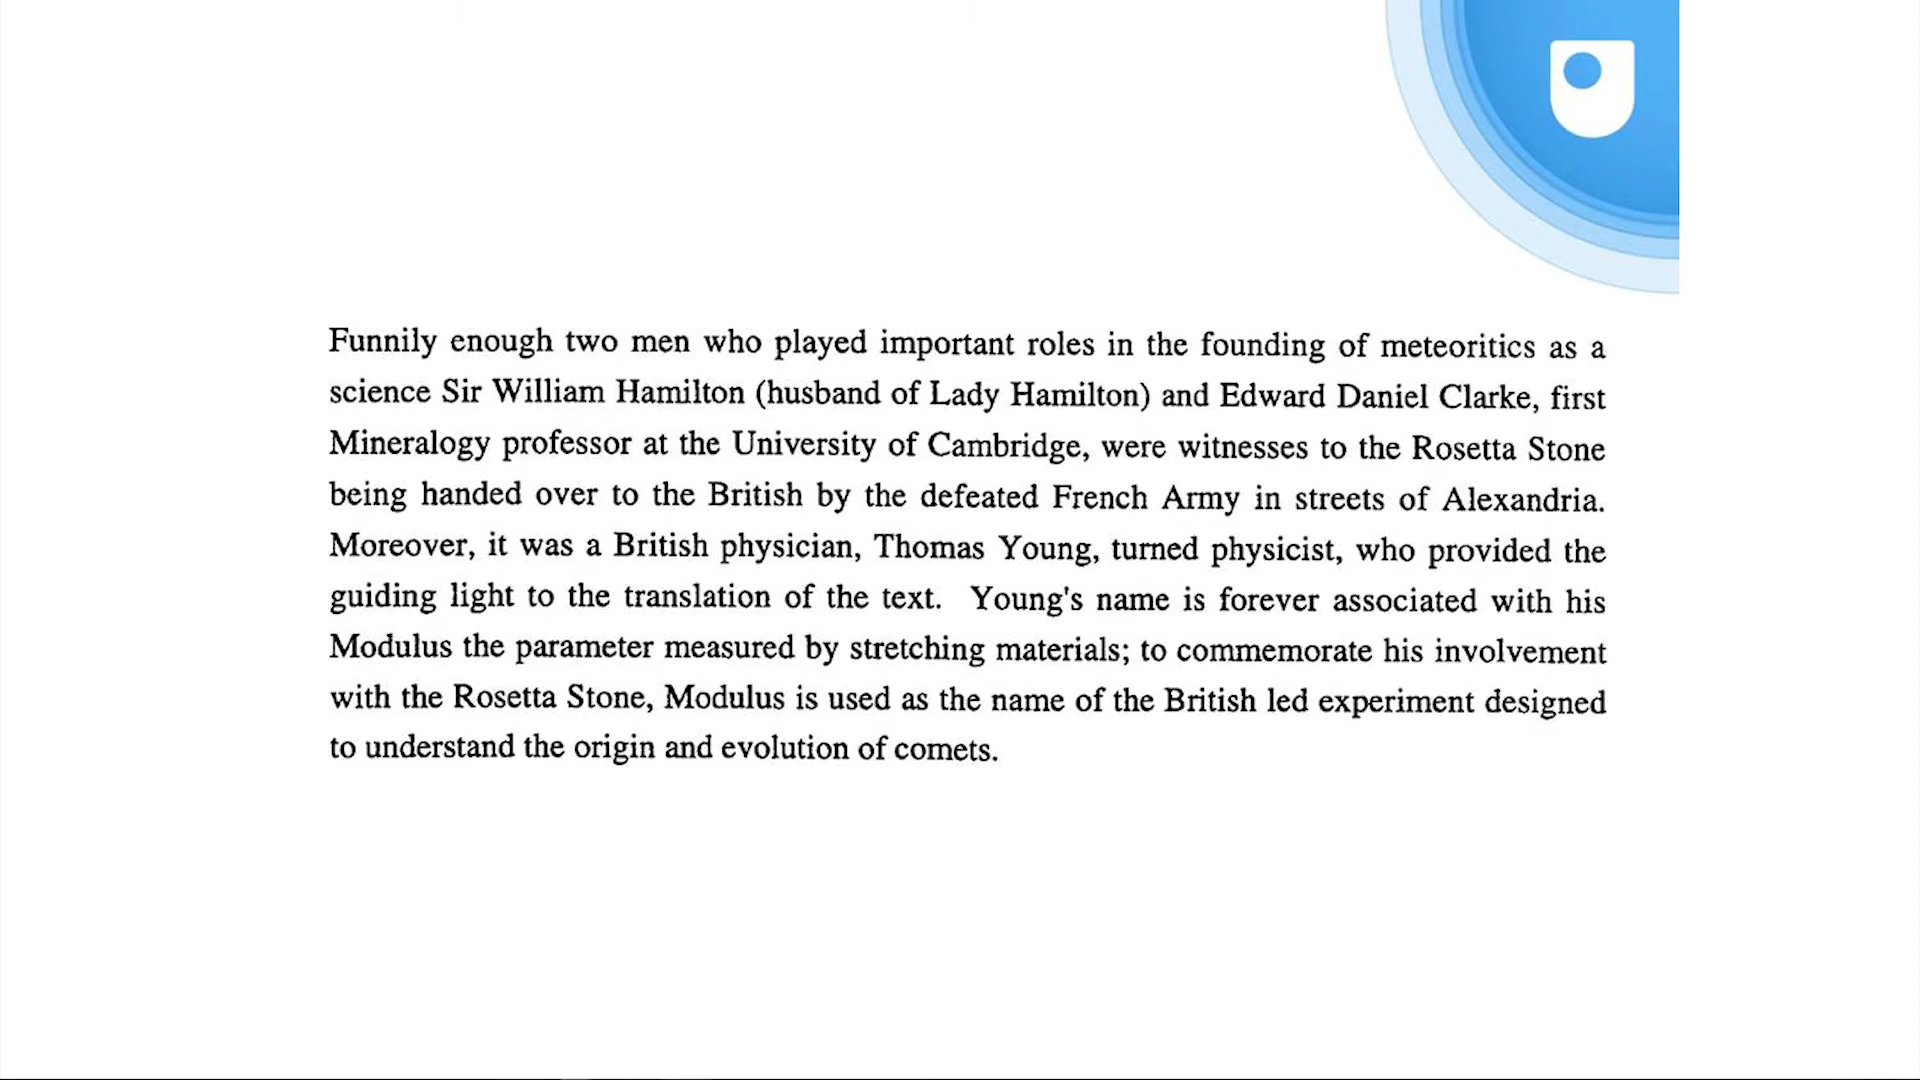 Funnily enough two men who played important roles in the founding of meteoritics as a
science Sir William Hamilton (husband of Lady Hamilton) and Edward Daniel Clarke, first
Mineralogy professor at the University of Cambridge, were witnesses to the Rosetta Stone
being handed over to the British by the defeated French Army in streets of Alexandria.
Moreover, it was a British physician, Thomas Young, turned physicist, who provided the
guiding light to the translation of the text. Young's name is forever associated with his
Modulus the parameter measured by stretching materials; to commemorate his involvement
with the Rosetta Stone, Modulus is used as the name of the British led experiment designed
to understand the origin and evolution of comets.